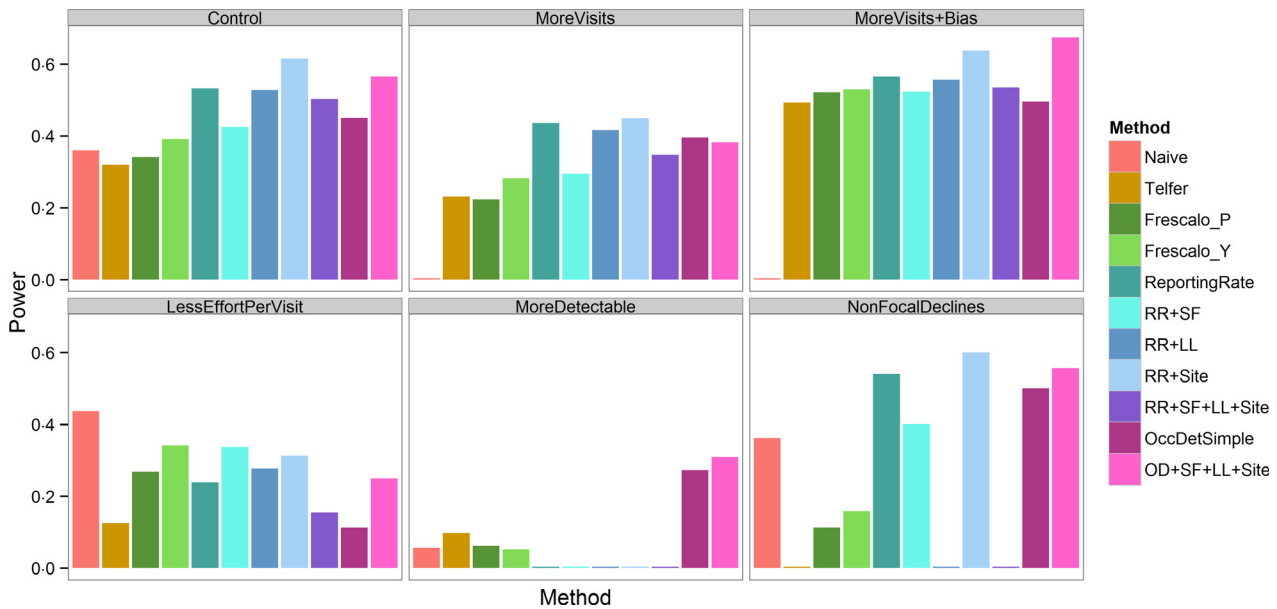 Control
MoreVisits
MoreVisits+Bias
0·6
0·4
0·2
0·0
Power
LessEffortPerVisit
MoreDetectable
NonFocalDeclines
0·6
0·4
0·2
0·0
Method
Method
Naive
Telfer
Frescalo_P
Frescalo_Y
ReportingRate
RR+SF
RR+LL
RR+Site
RR+SF+LL+Site
OccDetSimple
OD+SF+LL+Site